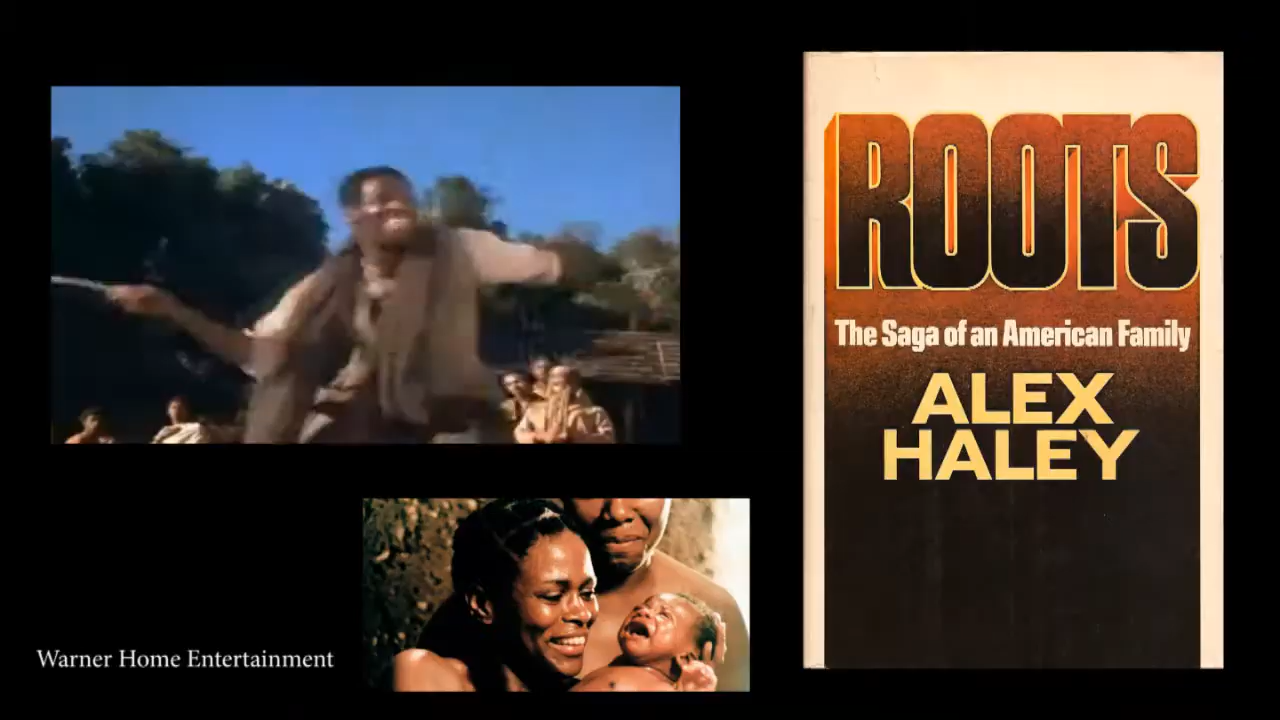 ROOTS
The Saga of an American Family
ALEX
HALEY
Warner Home Entertainment